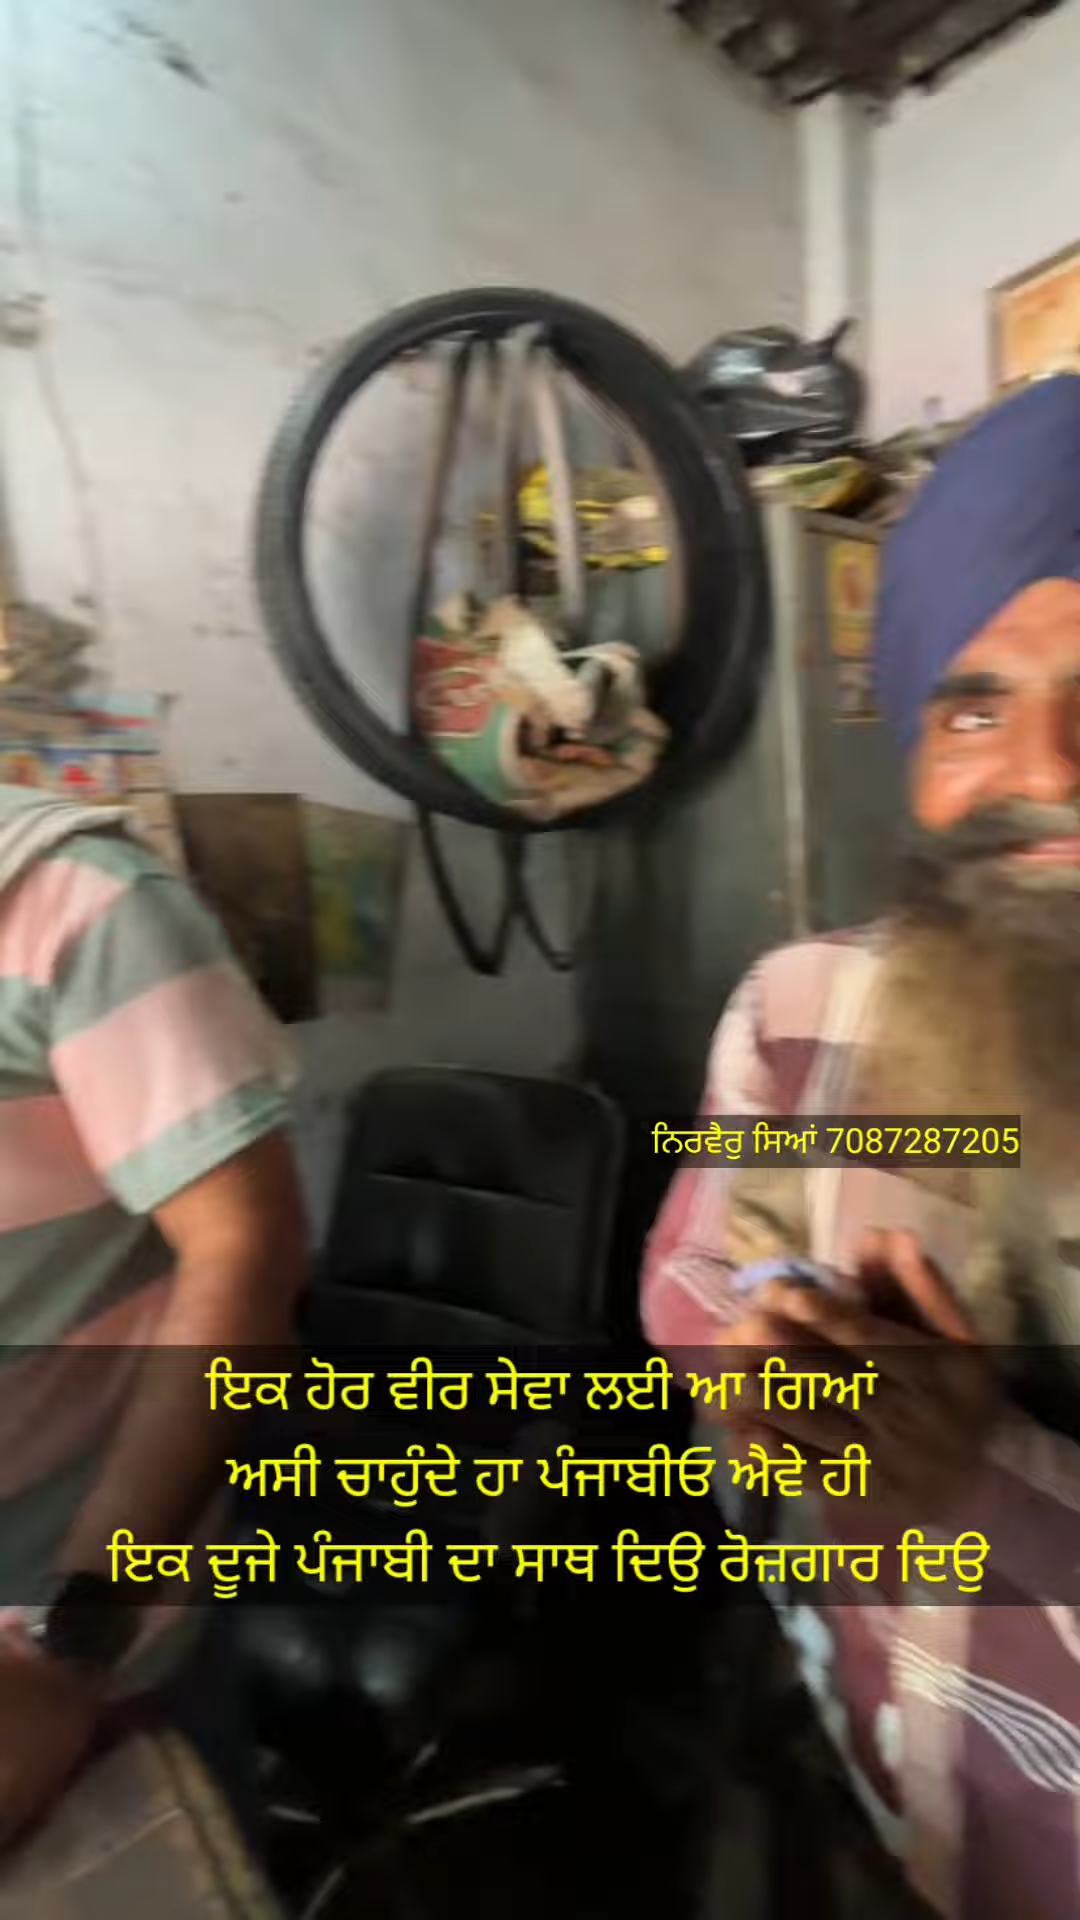 ਨਿਰਵੈਰੁ ਸਿਆਂ 7087287205
ਇਕ ਹੋਰ ਵੀਰ ਸੇਵਾ ਲਈ ਆ ਗਿਆਂ
ਅਸੀ ਚਾਹੁੰਦੇ ਹਾ ਪੰਜਾਬੀਓ ਐਵੇ ਹੀ
ਇਕ ਦੂਜੇ ਪੰਜਾਬੀ ਦਾ ਸਾਥ ਦਿਉ ਰੋਜ਼ਗਾਰ ਦਿਉ